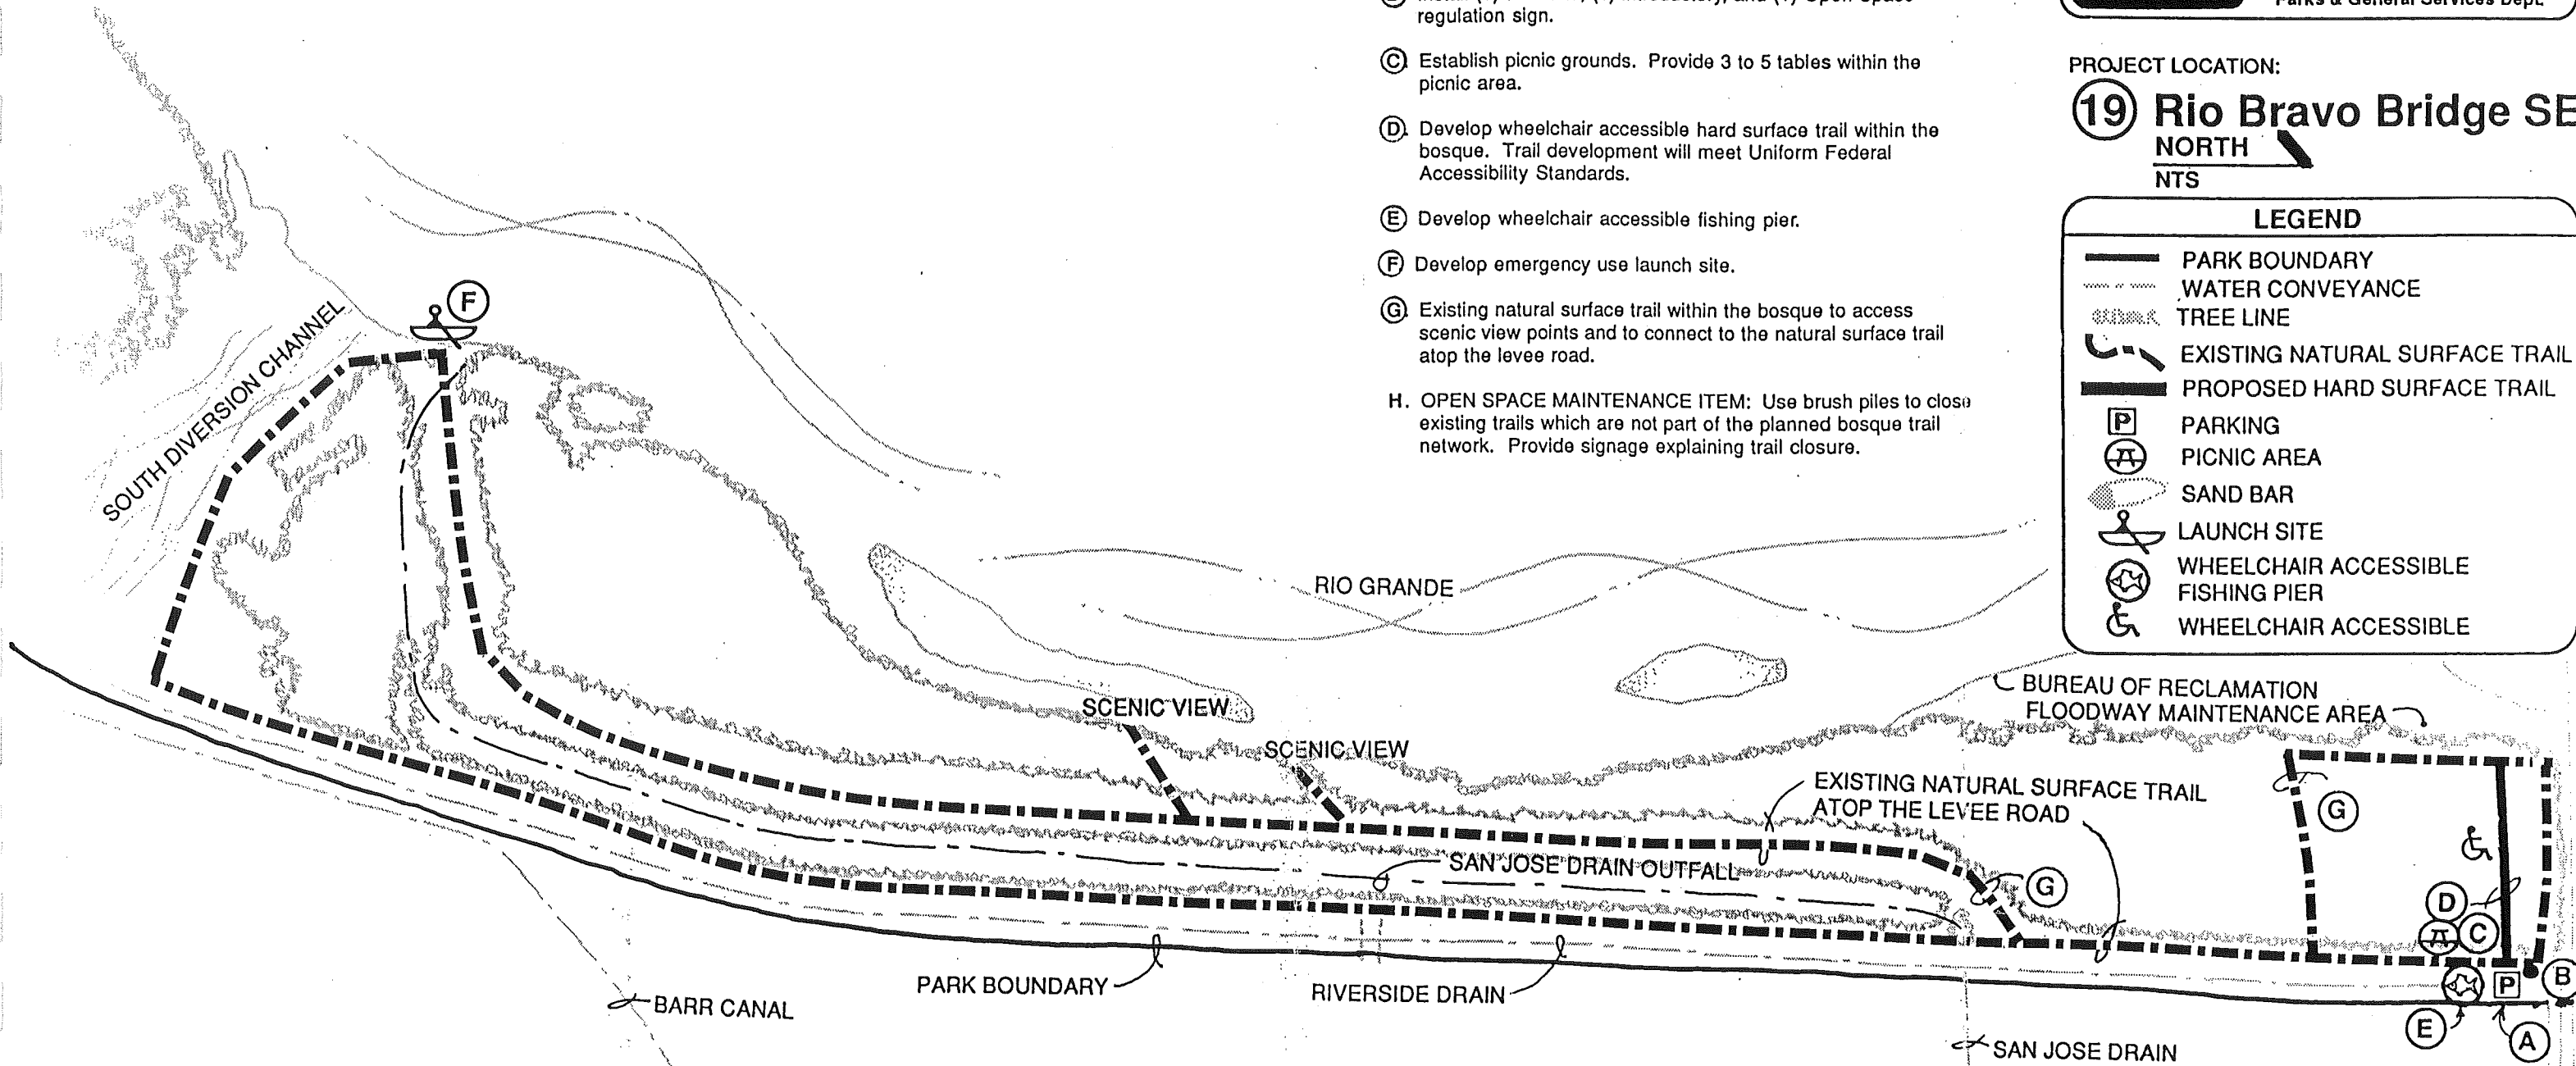 regulation sign.
Ⓒ Establish picnic grounds. Provide 3 to 5 tables within the
picnic area.
Ⓓ. Develop wheelchair accessible hard surface trail within the
bosque. Trail development will meet Uniform Federal
Accessibility Standards.
Ⓔ Develop wheelchair accessible fishing pier.
Ⓕ Develop emergency use launch site.
Ⓖ. Existing natural surface trail within the bosque to access
scenic view points and to connect to the natural surface trail
atop the levee road.
H. OPEN SPACE MAINTENANCE ITEM: Use brush piles to close
existing trails which are not part of the planned bosque trail
network. Provide signage explaining trail closure.
Parks & General Services Dept.
PROJECT LOCATION:
⑲ Rio Bravo Bridge SE
NORTH
NTS
LEGEND
PARK BOUNDARY
WATER CONVEYANCE
TREE LINE
EXISTING NATURAL SURFACE TRAIL
PROPOSED HARD SURFACE TRAIL
P PARKING
PICNIC AREA
SAND BAR
LAUNCH SITE
WHEELCHAIR ACCESSIBLE
FISHING PIER
WHEELCHAIR ACCESSIBLE
F
SOUTH DIVERSION CHANNEL
RIO GRANDE
SCENIC VIEW
SCENIC VIEW
BUREAU OF RECLAMATION
FLOODWAY MAINTENANCE AREA
EXISTING NATURAL SURFACE TRAIL
ATOP THE LEVEE ROAD
SAN JOSE DRAIN OUTFALL
G
G
D
C
B
P
E
A
PARK BOUNDARY
RIVERSIDE DRAIN
BARR CANAL
SAN JOSE DRAIN